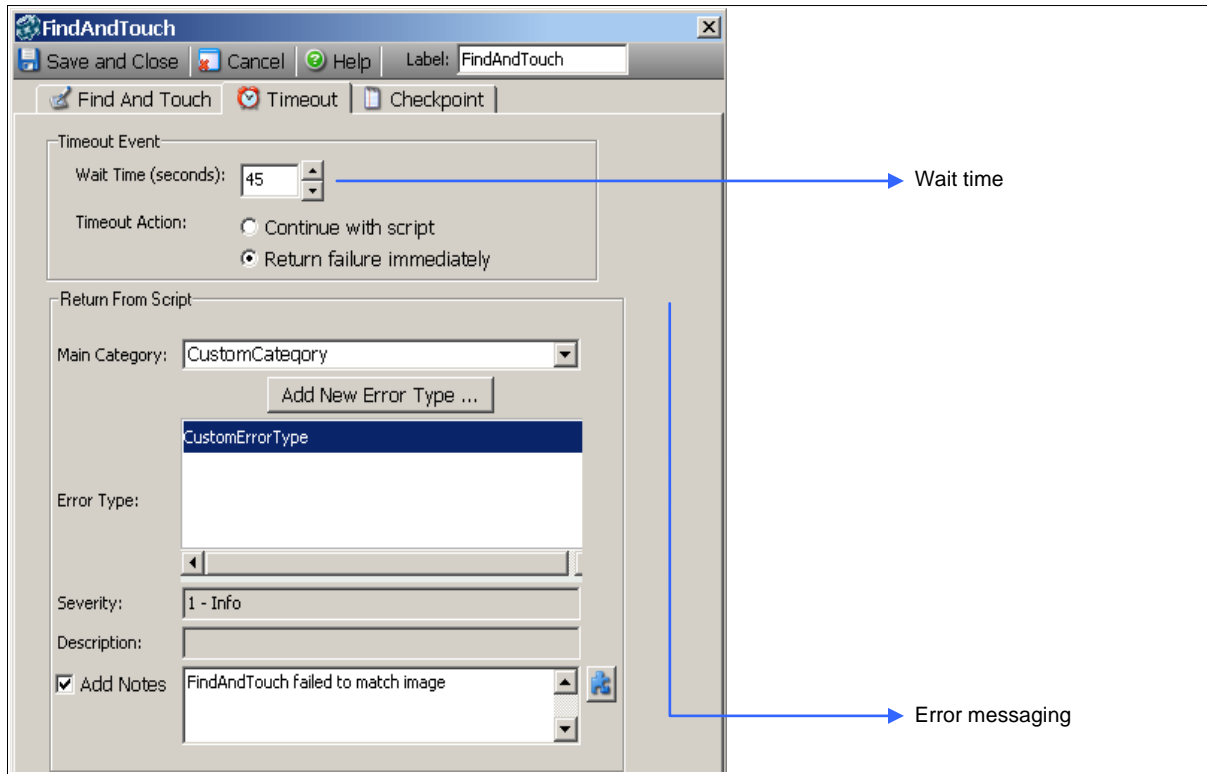 FindAndTouch
Save and Close Cancel Help Label: FindAndTouch
Find And Touch Timeout Checkpoint
Timeout Event
Wait Time (seconds): 45
Wait time
Timeout Action: Continue with script
Return failure immediately
Return From Script
Main Category: CustomCategory
Add New Error Type ...
CustomErrorType
Error Type:
Severity: 1 - Info
Description:
Add Notes FindAndTouch failed to match image
Error messaging